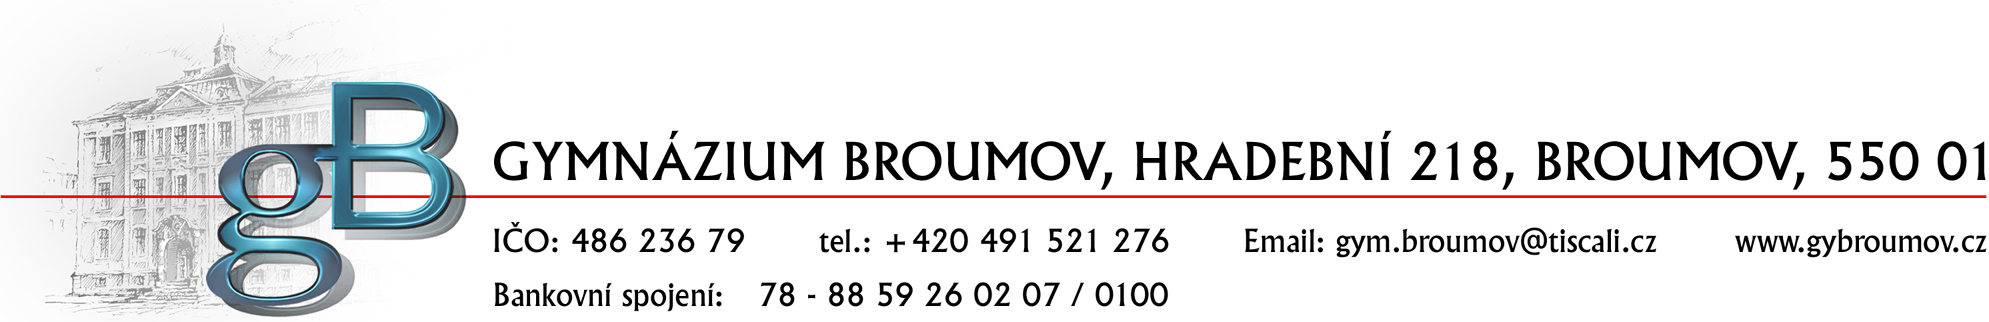 gB
GYMNÁZIUM BROUMOV, HRADEBNÍ 218, BROUMOV, 550 01
IČO: 486 236 79 tel.: +420 491 521 276 Email: gym.broumov@tiscali.cz www.gybroumov.cz
Bankovní spojení: 78 - 88 59 26 02 07 / 0100